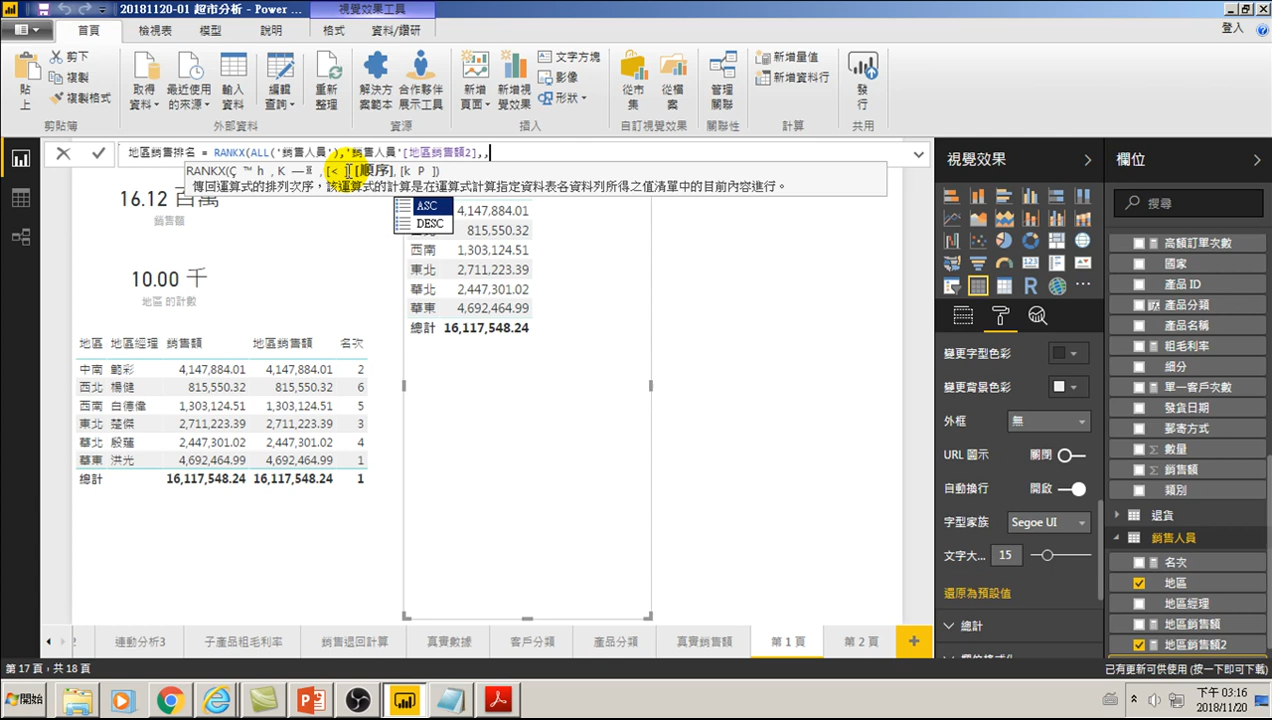 20181120-01 超市分析 - Power ...
視覺效果工具
登入
首頁 檢視表 模型 說明 格式 資料/鑽研
剪下
複製
複製格式
貼上
取得資料
最近使用的來源
輸入資料
編輯查詢
重新整理
解決方案範本
合作夥伴展示工具
新增頁面
新視覺效果
文字方塊
影像
形狀
從市集
從檔案
管理關聯
新增量值
新增資料行
發行
剪貼簿 外部資料 資源 插入 自訂視覺效果 關聯性 計算 共用
地區銷售排名 = RANKX(ALL('銷售人員'),'銷售人員'[地區銷售額2],,
傳回運算式的排列次序，該運算式的計算是在運算式計算指定資料表各資料列所得之值清單中的目前內容進行。
ASC
DESC
16.12 百萬
銷售額
10.00 千
地區 的計數
4,147,884.01
815,550.32
西南 1,303,124.51
東北 2,711,223.39
華北 2,447,301.02
華東 4,692,464.99
總計 16,117,548.24
地區 地區經理 銷售額 地區銷售額 名次
中南 範彩 4,147,884.01 4,147,884.01 2
西北 楊健 815,550.32 815,550.32 6
西南 白德偉 1,303,124.51 1,303,124.51 5
東北 楚傑 2,711,223.39 2,711,223.39 3
華北 殷蓮 2,447,301.02 2,447,301.02 4
華東 洪光 4,692,464.99 4,692,464.99 1
總計 16,117,548.24 16,117,548.24 1
視覺效果
變更字型色彩
變更背景色彩
外框 無
URL 圖示 關閉
自動換行 開啟
字型家族 Segoe UI
文字大... 15
還原為預設值
總計
欄位
搜尋
高額訂單次數
國家
產品 ID
產品分類
產品名稱
租毛利率
細分
單一客戶次數
發貨日期
郵寄方式
數量
銷售額
類別
退貨
銷售人員
名次
地區
地區經理
地區銷售額
地區銷售額2
連動分析3 子產品租毛利率 銷售退回計算 真實數據 客戶分類 產品分類 真實銷售額 第 1 頁 第 2 頁
第 17 頁，共 18 頁
已有更新可供使用 (按一下即可下載)
開始
下午 03:16
2018/11/20